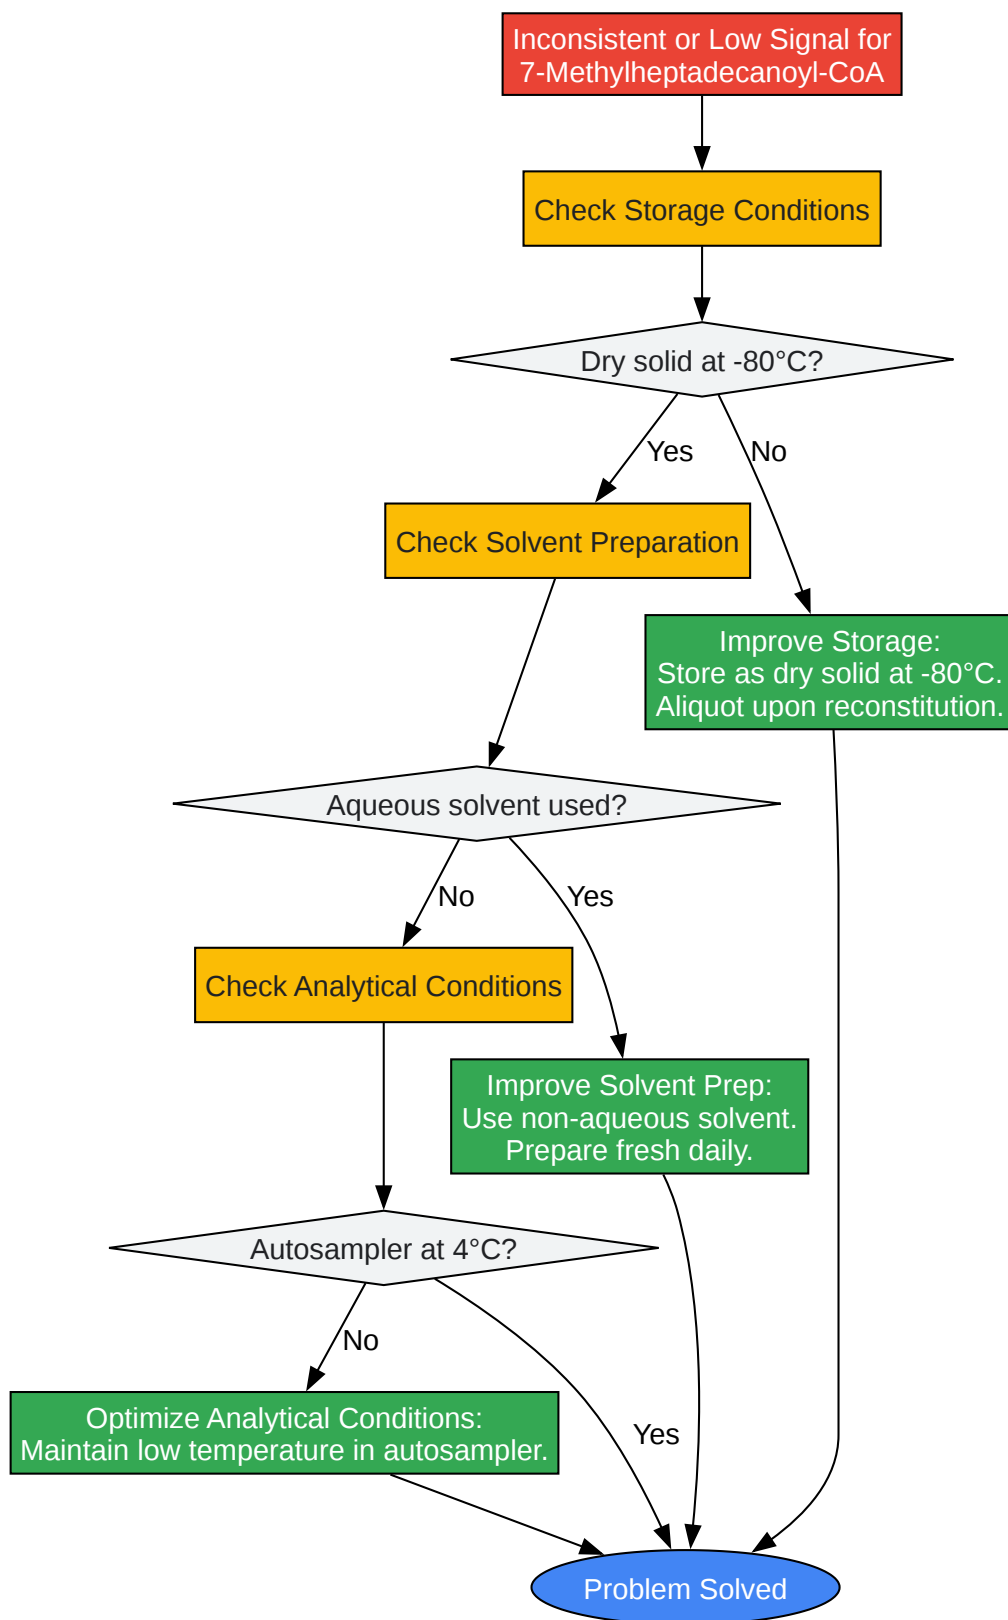 Inconsistent or Low Signal for
7-Methylheptadecanoyl-CoA
Check Storage Conditions
Dry solid at -80°C?
Yes
No
Check Solvent Preparation
Improve Storage:
Store as dry solid at -80°C.
Aliquot upon reconstitution.
Aqueous solvent used?
No
Yes
Check Analytical Conditions
Improve Solvent Prep:
Use non-aqueous solvent.
Prepare fresh daily.
Autosampler at 4°C?
No
Optimize Analytical Conditions:
Maintain low temperature in autosampler.
Yes
Problem Solved